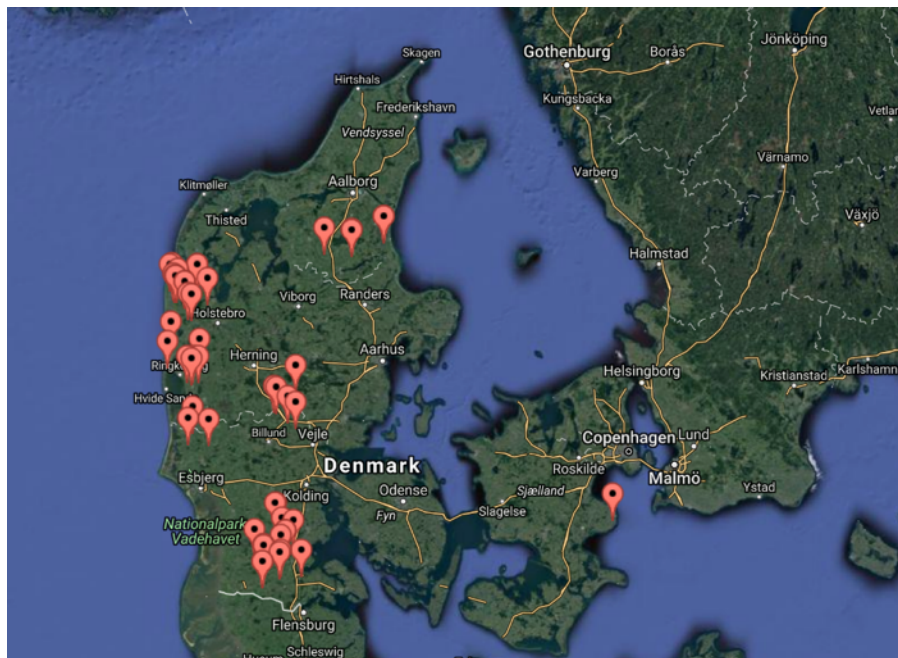 Jönköping
Gothenburg
Borås
Skagen
Hirtshals
Kungsbacka
Frederikshavn
Vetlan
Vendsyssel
Värnamo
Varberg
Aalborg
Klitmøller
Thisted
Växjö
Halmstad
Viborg
Randers
Holstebro
Aarhus
Herning
Karlshamn
Helsingborg
Kristianstad
Hvide
Billund
Vejle
Copenhagen
Lund
Denmark
Roskilde
Malmö
Esbjerg
Kolding
Odense
Sjælland
Ystad
Slagelse
Fyn
Nationalpark
Vadehavet
Flensburg
Schleswig